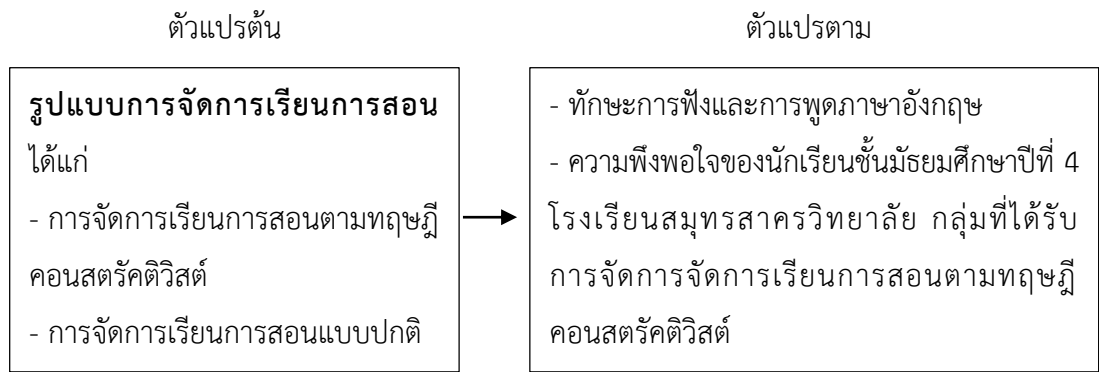 ตัวแปรต้น
ตัวแปรตาม
รูปแบบการจัดการเรียนการสอน
ได้แก่
- การจัดการเรียนการสอนตามทฤษฎี
คอนสตรัคติวิสต์
- การจัดการเรียนการสอนแบบปกติ
- ทักษะการฟังและการพูดภาษาอังกฤษ
- ความพึงพอใจของนักเรียนชั้นมัธยมศึกษาปีที่ 4
โรงเรียนสมุทรสาครวิทยาลัย กลุ่มที่ได้รับ
การจัดการจัดการเรียนการสอนตามทฤษฎี
คอนสตรัคติวิสต์